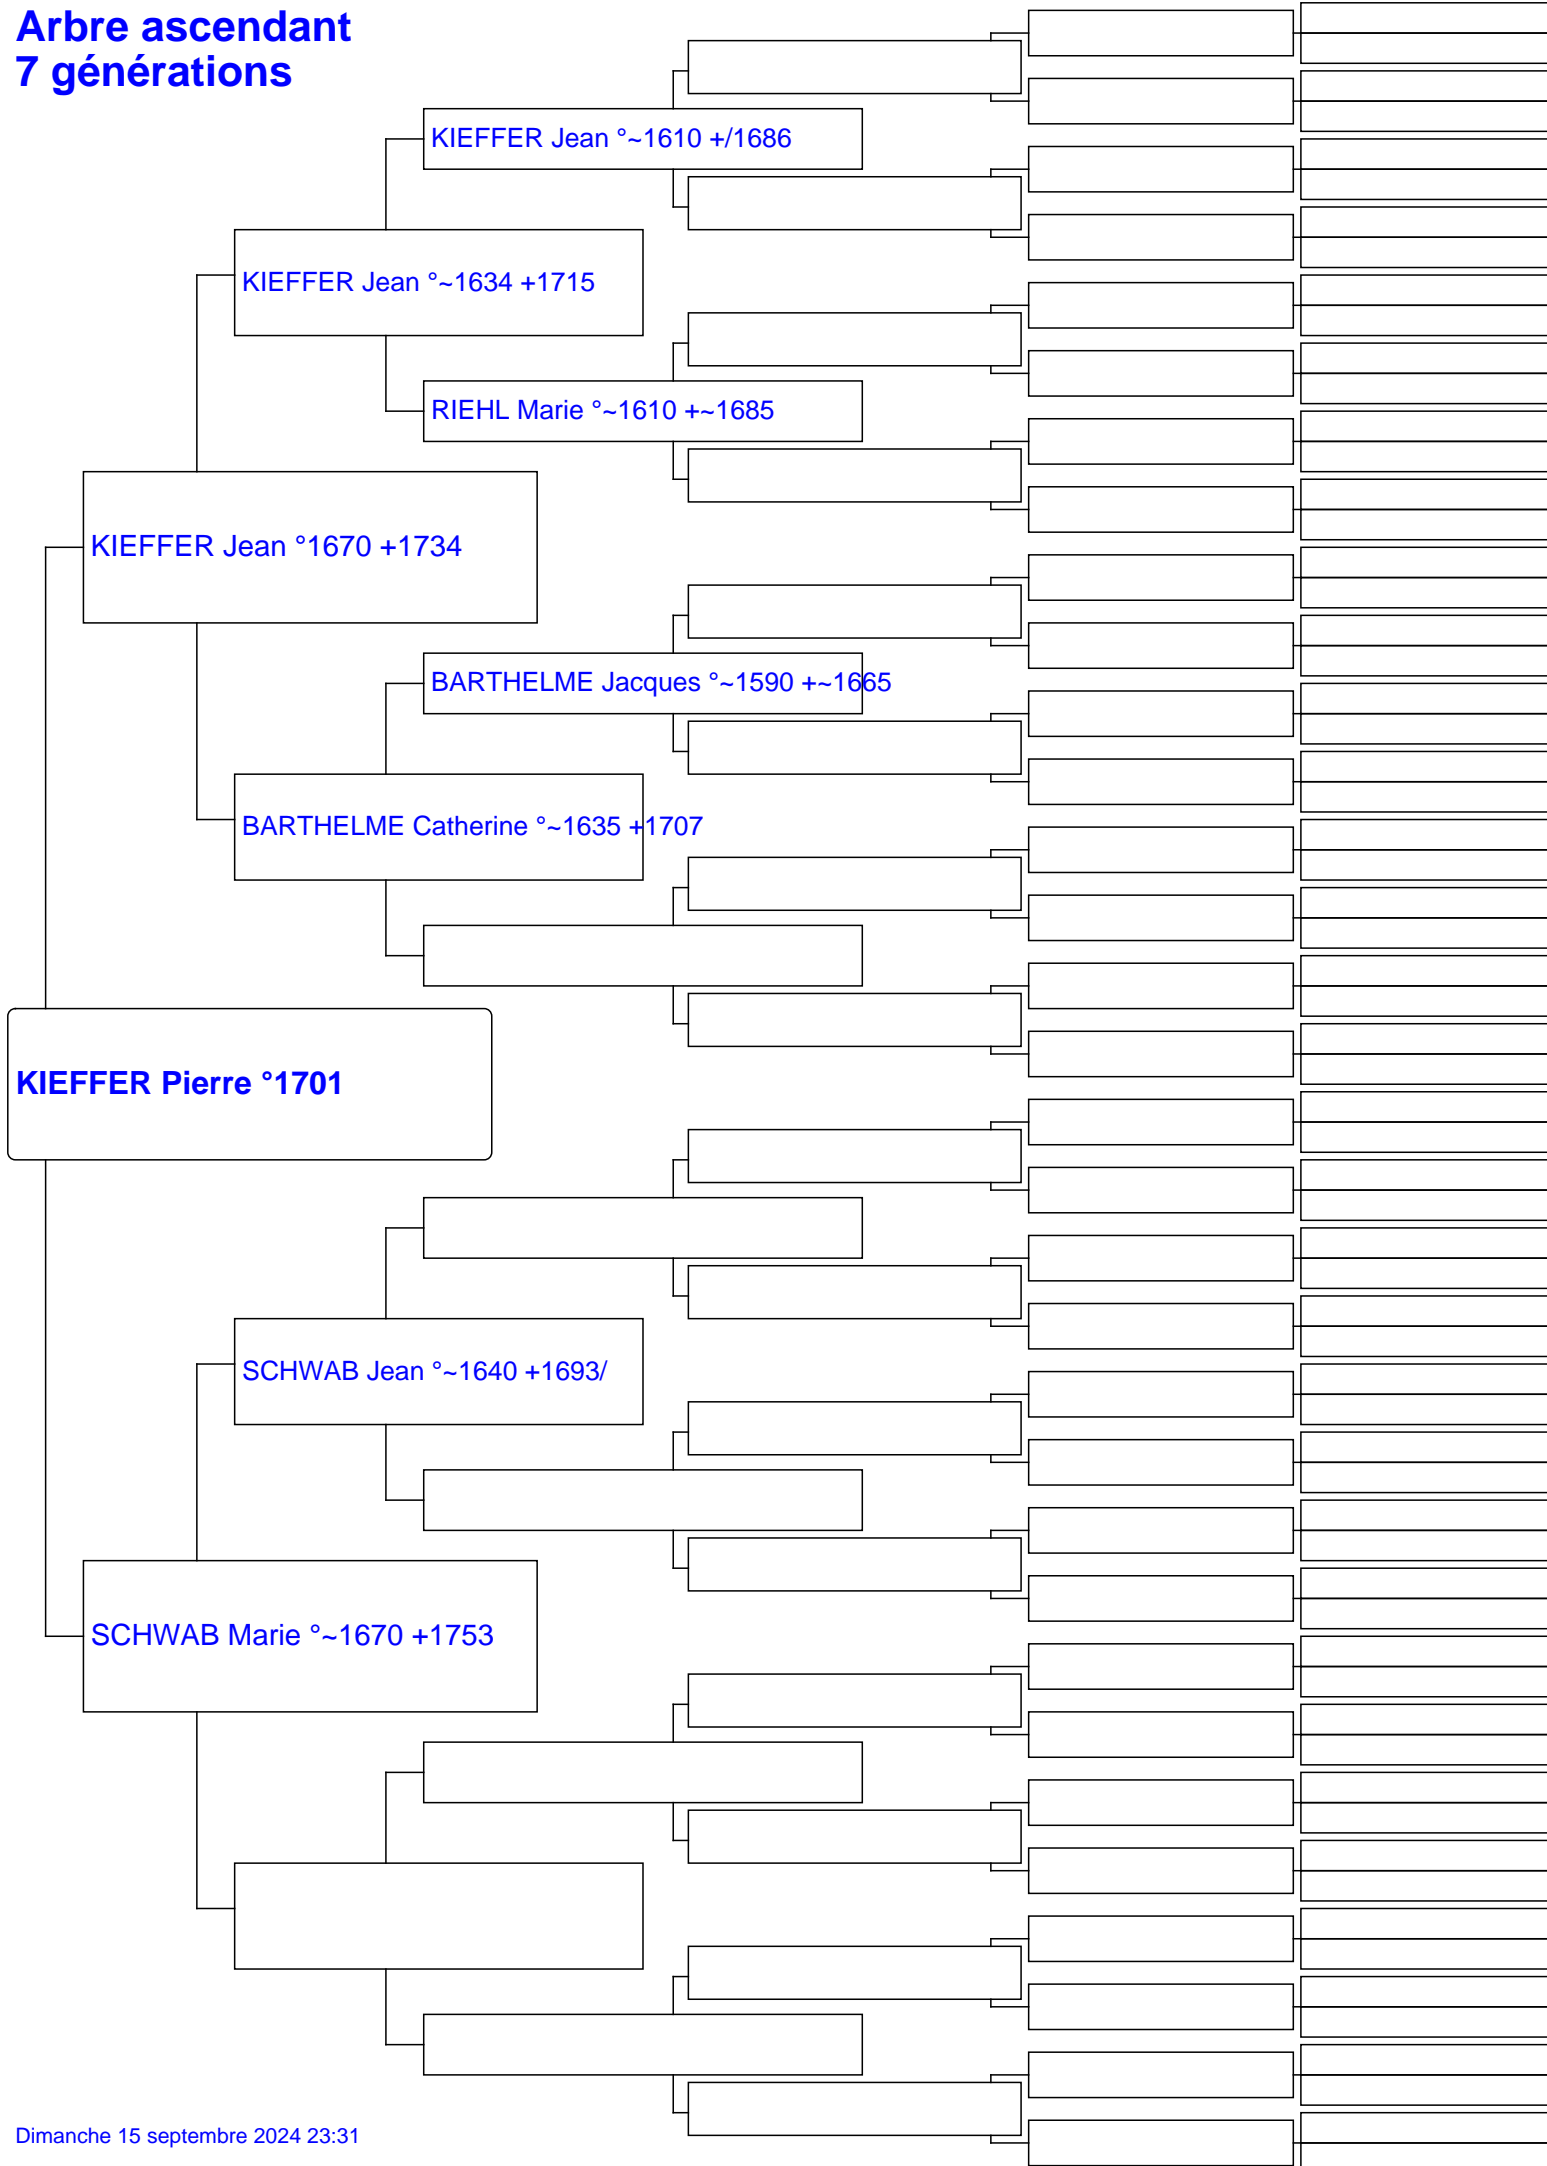 Arbre ascendant
7 générations
KIEFFER Jean °~1610 +/1686
KIEFFER Jean °~1634 +1715
RIEHL Marie °~1610 +~1685
KIEFFER Jean °1670 +1734
BARTHELME Jacques °~1590 +~1665
BARTHELME Catherine °~1635 +1707
KIEFFER Pierre °1701
SCHWAB Jean °~1640 +1693/
SCHWAB Marie °~1670 +1753
Dimanche 15 septembre 2024 23:31